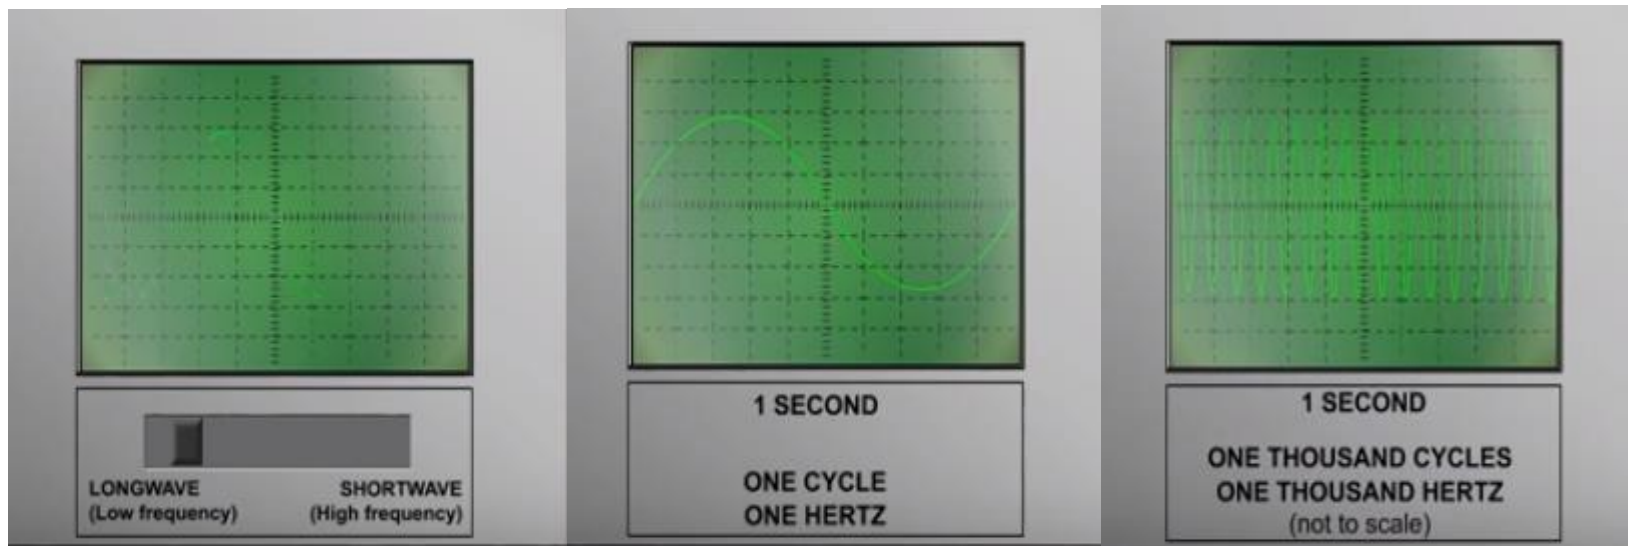 LONGWAVE
(Low frequency)
SHORTWAVE
(High frequency)
1 SECOND
ONE CYCLE
ONE HERTZ
1 SECOND
ONE THOUSAND CYCLES
ONE THOUSAND HERTZ
(not to scale)